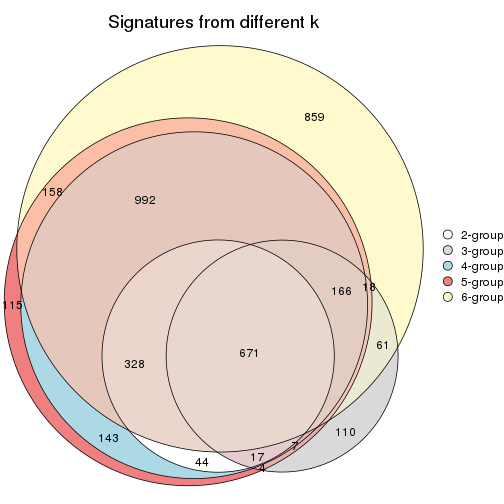 Signatures from different k
859
158
992
166
18
115
61
671
328
110
143
7
17
44
4
2-group
3-group
4-group
5-group
6-group